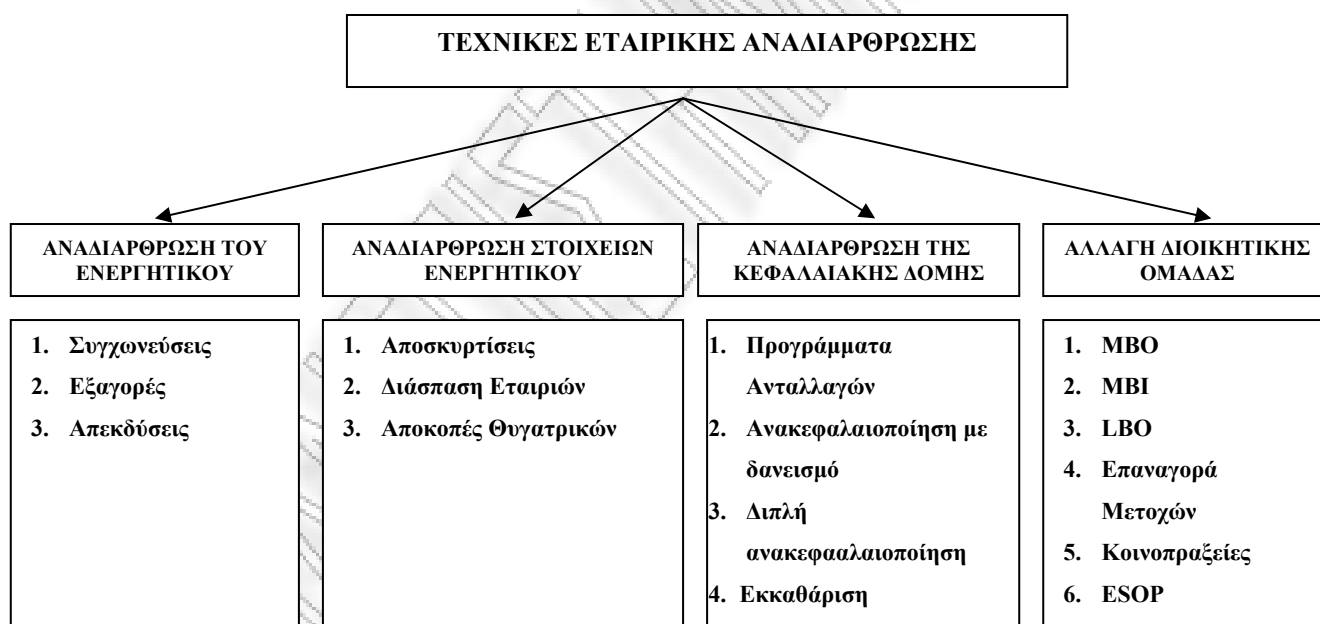 ΤΕΧΝΙΚΕΣ ΕΤΑΙΡΙΚΗΣ ΑΝΑΔΙΑΡΘΡΩΣΗΣ
ΑΝΑΔΙΑΡΘΡΩΣΗ ΤΟΥ
ΕΝΕΡΓΗΤΙΚΟΥ
1. Συγχωνεύσεις
2. Εξαγορές
3. Απεκδύσεις
ΑΝΑΔΙΑΡΘΡΩΣΗ ΣΤΟΙΧΕΙΩΝ
ΕΝΕΡΓΗΤΙΚΟΥ
1. Αποσκυρτίσεις
2. Διάσπαση Εταιριών
3. Αποκοπές Θυγατρικών
ΑΝΑΔΙΑΡΘΡΩΣΗ ΤΗΣ
ΚΕΦΑΛΑΙΑΚΗΣ ΔΟΜΗΣ
1. Προγράμματα
Ανταλλαγών
2. Ανακεφαλαιοποίηση με
δανεισμό
3. Διπλή
ανακεφααλαιοποίηση
4. Εκκαθάριση
ΑΛΛΑΓΗ ΔΙΟΙΚΗΤΙΚΗΣ
ΟΜΑΔΑΣ
1. MBO
2. MBI
3. LBO
4. Επαναγορά
Μετοχών
5. Κοινοπραξείες
6. ESOP